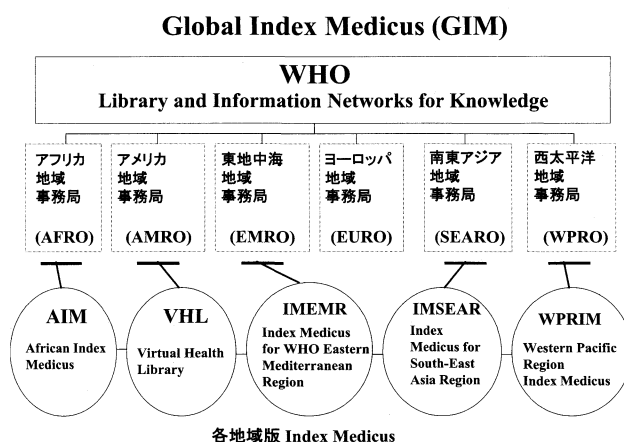 Global Index Medicus (GIM)
WHO
Library and Information Networks for Knowledge
アフリカ
地域
事務局
(AFRO)
アメリカ
地域
事務局
(AMRO)
東地中海
地域
事務局
(EMRO)
ヨーロッパ
地域
事務局
(EURO)
南東アジア
地域
事務局
(SEARO)
西太平洋
地域
事務局
(WPRO)
AIM
African Index
Medicus
VHL
Virtual Health
Library
IMEMR
Index Medicus
for WHO Eastern
Mediterranean
Region
IMSEAR
Index
Medicus for
South-East
Asia Region
WPRIM
Western Pacific
Region
Index Medicus
各地域版 Index Medicus